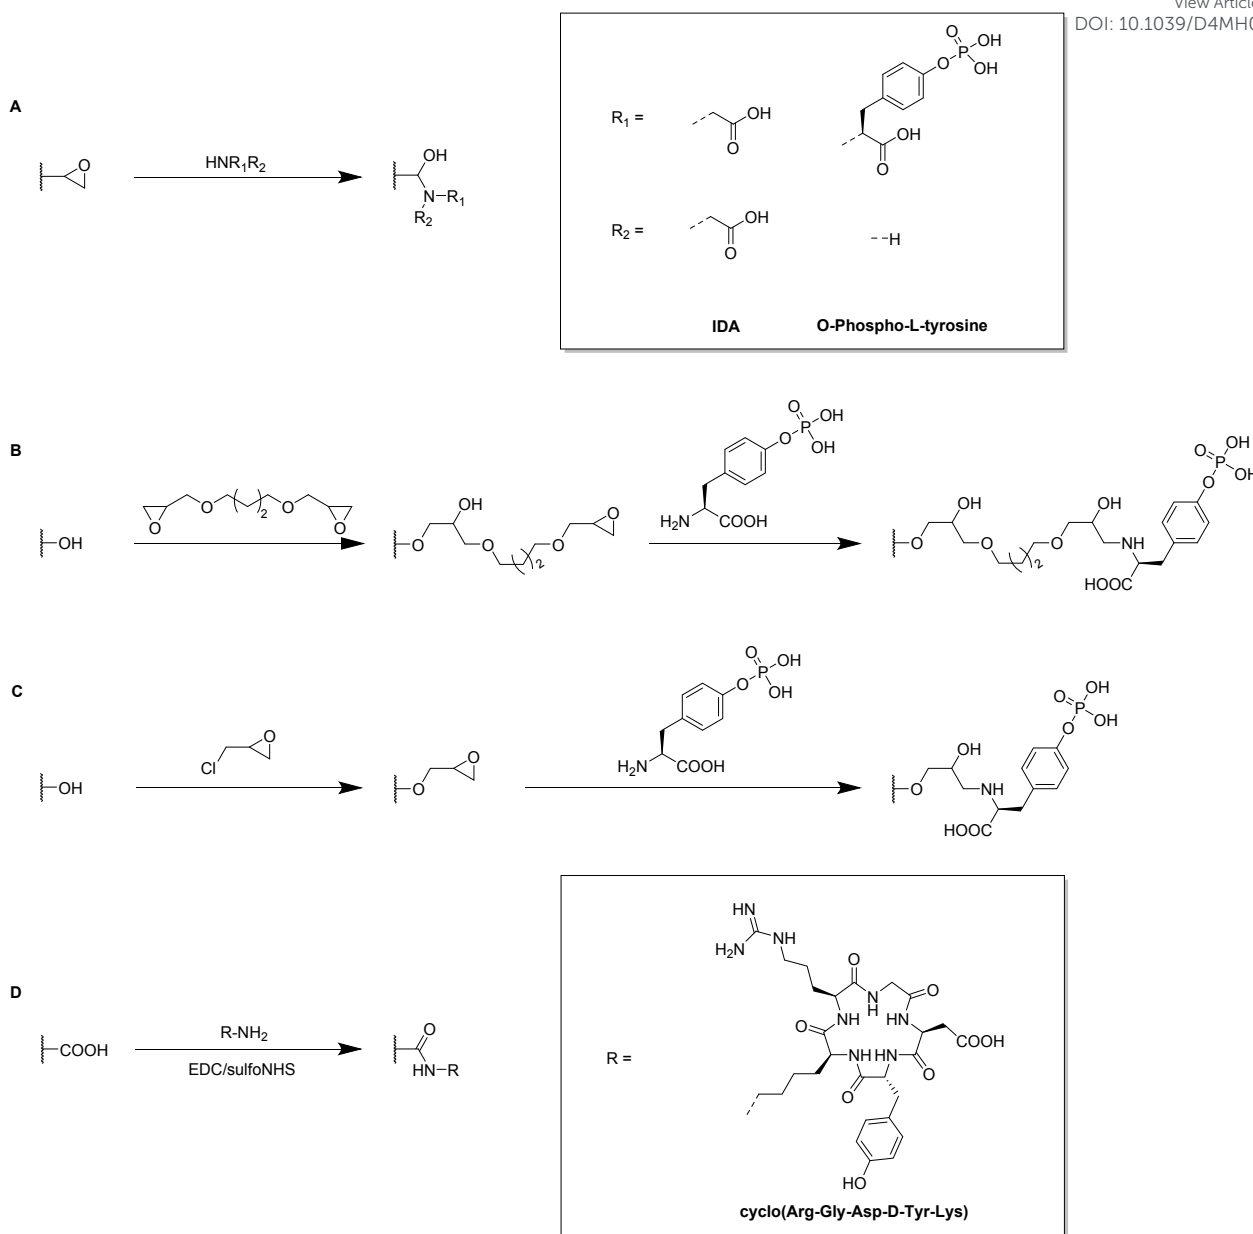 View Article
DOI: 10.1039/D4MH0
A
O
HNR1R2
OH
N
R1
R2
R1 =
OH
O
O
P
OH
OH
O
OH
O
R2 =
OH
O
H
IDA
O-Phospho-L-tyrosine
B
OH
O
O
2
O
O
OH
O
O
2
O
O
O
P
OH
OH
O
H2N
COOH
OH
O
O
2
O
OH
NH
HOOC
O
P
OH
OH
O
C
OH
Cl
O
O
O
O
P
OH
OH
O
H2N
COOH
OH
O
NH
HOOC
O
P
OH
OH
O
D
COOH
R-NH2
EDC/sulfoNHS
O
HN-R
R =
HN
H2N
NH
O
N
H
O
O
NH
HN
COOH
NH
HN
O
O
O
HO
cyclo(Arg-Gly-Asp-D-Tyr-Lys)